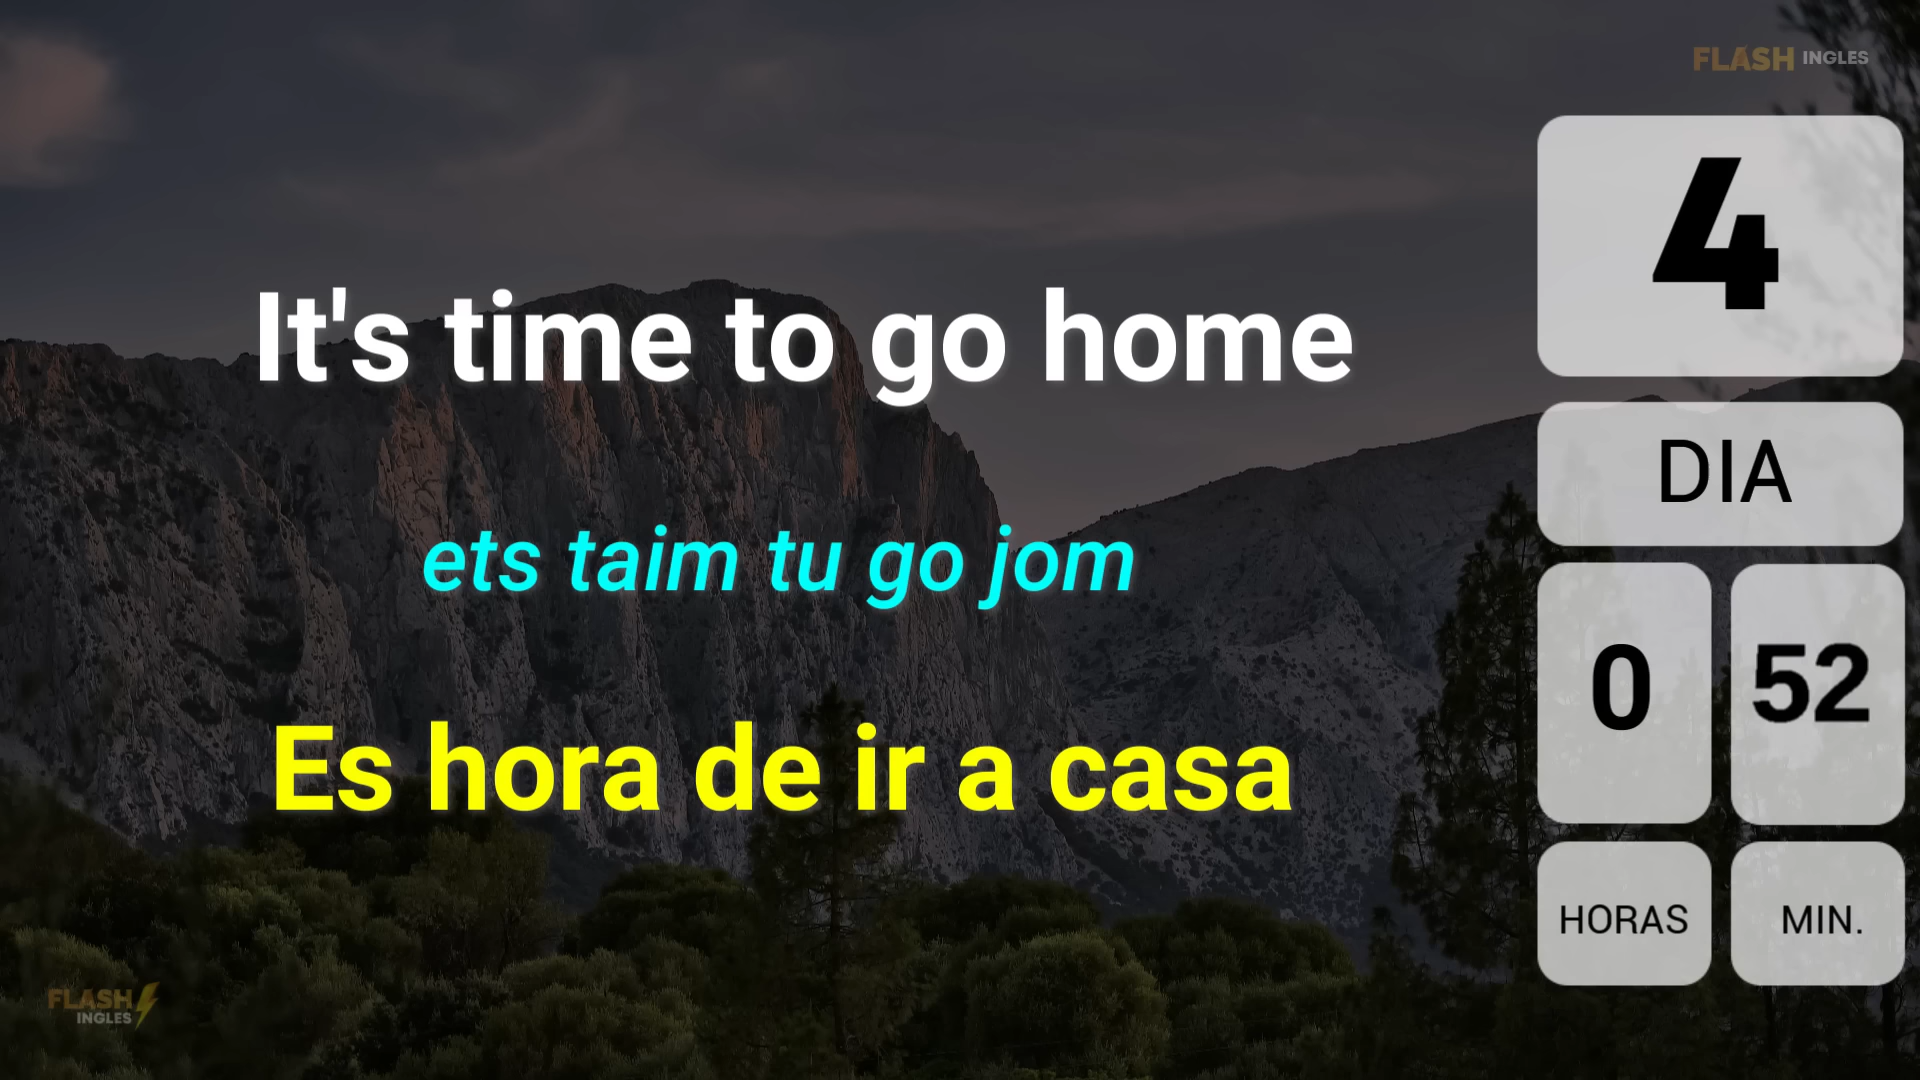 FLASH INGLES
4
DIA
It's time to go home
ets taim tu go jom
Es hora de ir a casa
0 52
HORAS MIN.
FLASH
INGLES